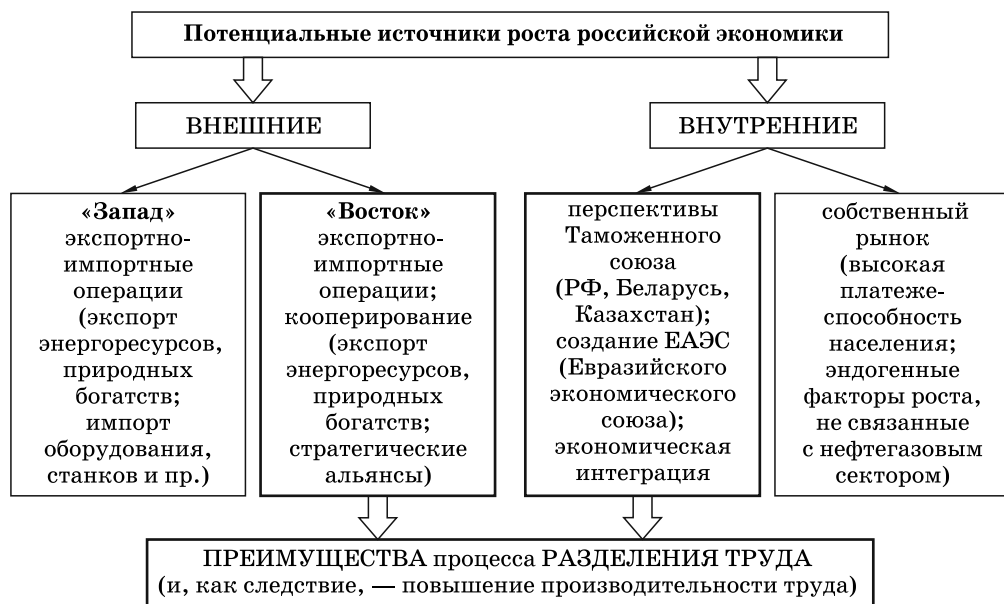 Потенциальные источники роста российской экономики
ВНЕШНИЕ
ВНУТРЕННИЕ
«Запад»
экспортно-
импортные
операции
(экспорт
энергоресурсов,
природных
богатств;
импорт
оборудования,
станков и пр.)
«Восток»
экспортно-
импортные
операции;
кооперирование
(экспорт
энергоресурсов,
природных
богатств;
стратегические
альянсы)
перспективы
Таможенного
союза
(РФ, Беларусь,
Казахстан);
создание ЕАЭС
(Евразийского
экономического
союза);
экономическая
интеграция
собственный
рынок
(высокая
платеже-
способность
населения;
эндогенные
факторы роста,
не связанные
с нефтегазовым
сектором)
ПРЕИМУЩЕСТВА процесса РАЗДЕЛЕНИЯ ТРУДА
(и, как следствие, — повышение производительности труда)